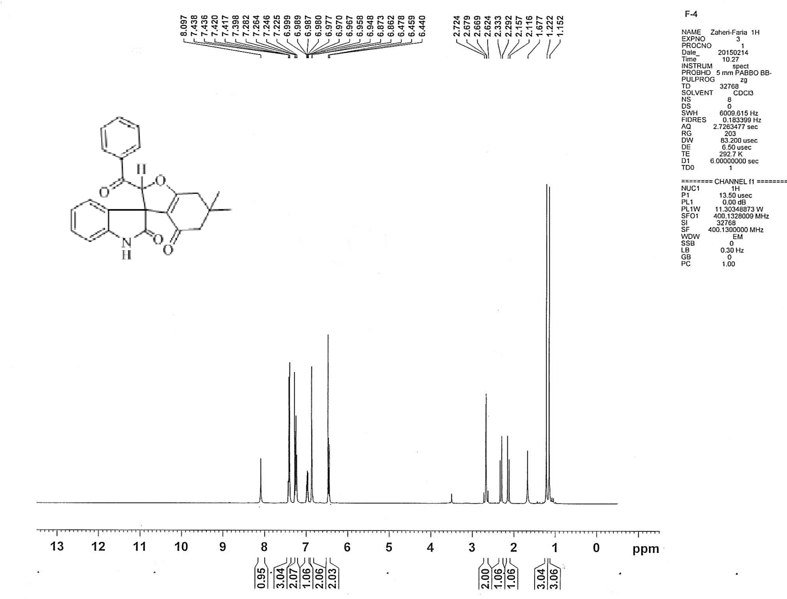 8.097
7.438
7.436
7.420
7.417
7.398
7.282
7.264
7.246
7.225
6.999
6.989
6.987
6.980
6.977
6.970
6.967
6.958
6.948
6.873
6.862
6.478
6.459
6.440
2.724
2.679
2.669
2.624
2.333
2.292
2.157
2.116
1.677
1.222
1.152
F-4
NAME Zaheri-Faria 1H
EXPNO 3
PROCNO 1
Date_ 20150214
Time 10.27
INSTRUM spect
PROBHD 5 mm PABBO BB-
PULPROG zg
TD 32768
SOLVENT CDCl3
NS 8
DS 0
SWH 6009.615 Hz
FIDRES 0.183399 Hz
AQ 2.7263477 sec
RG 203
DW 83.200 usec
DE 6.50 usec
TE 292.7 K
D1 6.00000000 sec
TD0 1
======== CHANNEL f1 ========
NUC1 1H
P1 13.50 usec
PL1 0.00 dB
PL1W 11.30348873 W
SFO1 400.1328009 MHz
SI 32768
SF 400.1300000 MHz
WDW EM
SSB 0
LB 0.30 Hz
GB 0
PC 1.00
H
O
O
O
O
N
H
13 12 11 10 9 8 7 6 5 4 3 2 1 0 ppm
0.95
3.04
2.07
1.06
2.06
2.03
2.00
1.06
1.06
3.04
3.06